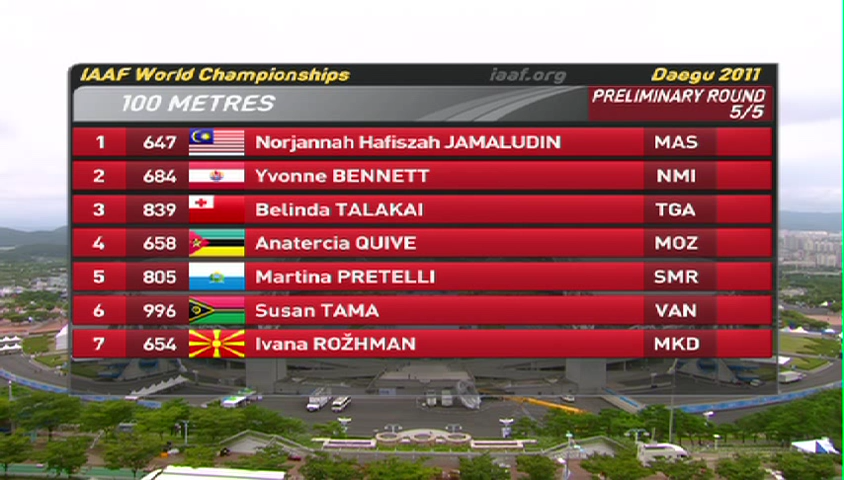 IAAF World Championships iaaf.org Daegu 2011
100 METRES PRELIMINARY ROUND
5/5
1 647 Norjannah Hafiszah JAMALUDIN MAS
2 684 Yvonne BENNETT NMI
3 839 Belinda TALAKAI TGA
4 658 Anatercia QUIVE MOZ
5 805 Martina PRETELLI SMR
6 996 Susan TAMA VAN
7 654 Ivana ROŽHMAN MKD